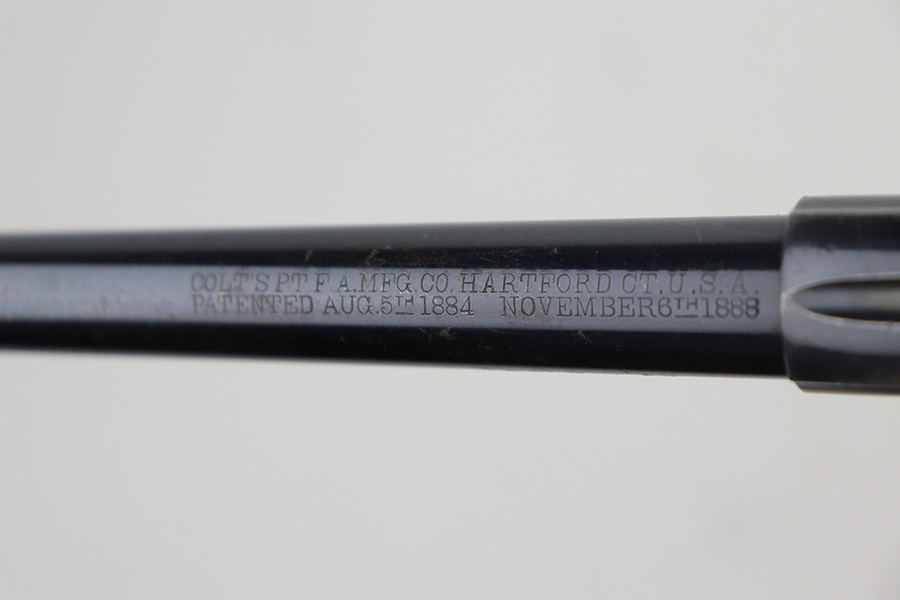 COLT'S PT F A. MFG. CO. HARTFORD CT. U.S.A.
PATENTED AUG. 5TH 1884 NOVEMBER 6TH 1888